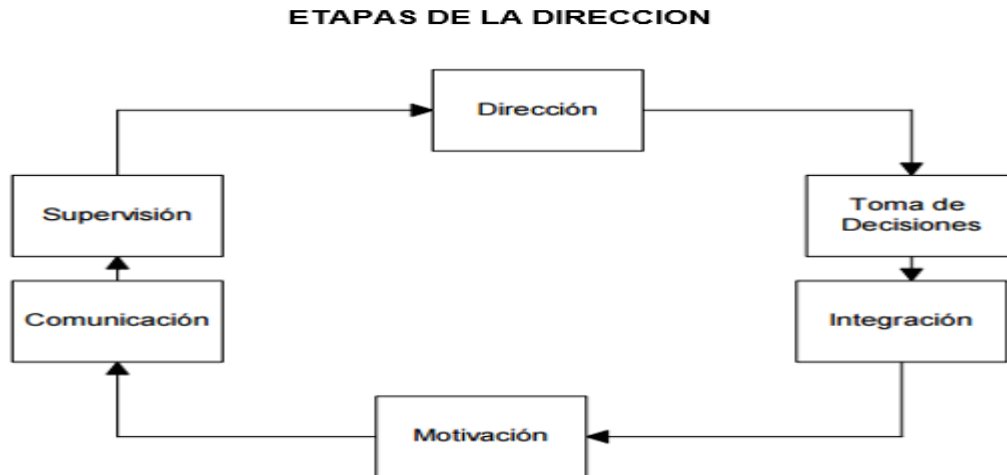 ETAPAS DE LA DIRECCION
Dirección
Supervisión
Toma de
Decisiones
Comunicación
Integración
Motivación